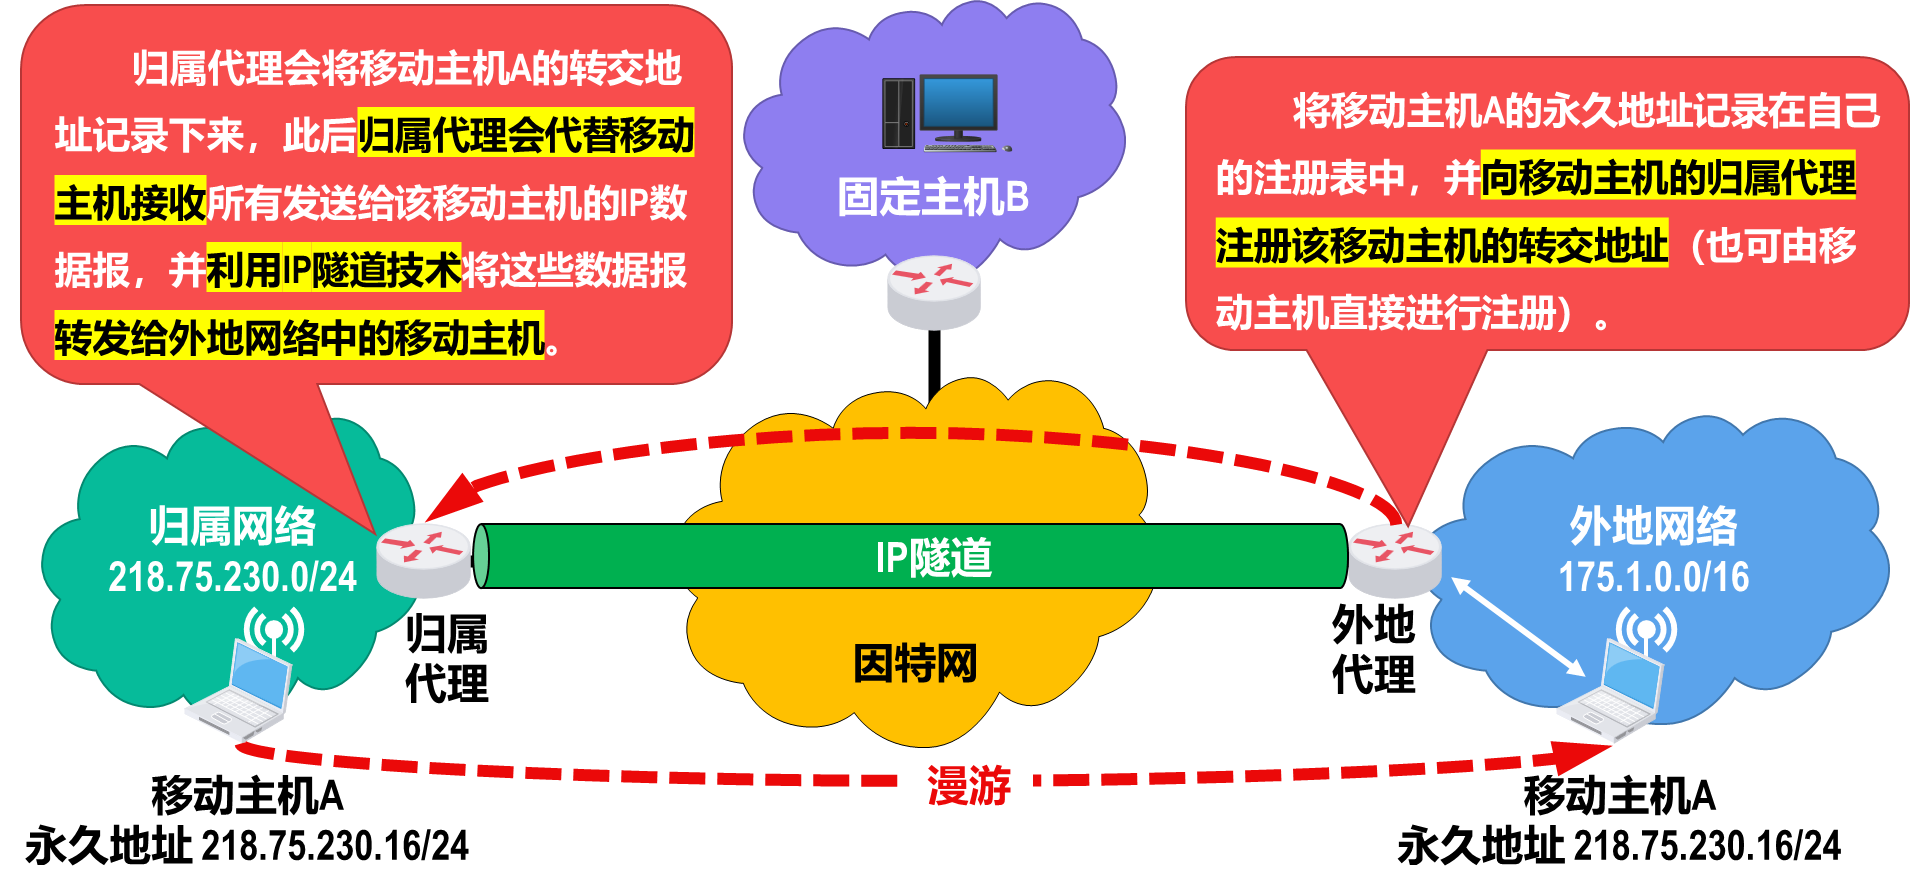 归属代理会将移动主机A的转交地
址记录下来，此后归属代理会代替移动
主机接收所有发送给该移动主机的IP数
据报，并利用IP隧道技术将这些数据报
转发给外地网络中的移动主机。
固定主机B
将移动主机A的永久地址记录在自己
的注册表中，并向移动主机的归属代理
注册该移动主机的转交地址（也可由移
动主机直接进行注册）。
归属网络
218.75.230.0/24
IP隧道
外地网络
175.1.0.0/16
归属
代理
因特网
外地
代理
漫游
移动主机A
永久地址 218.75.230.16/24
移动主机A
永久地址 218.75.230.16/24